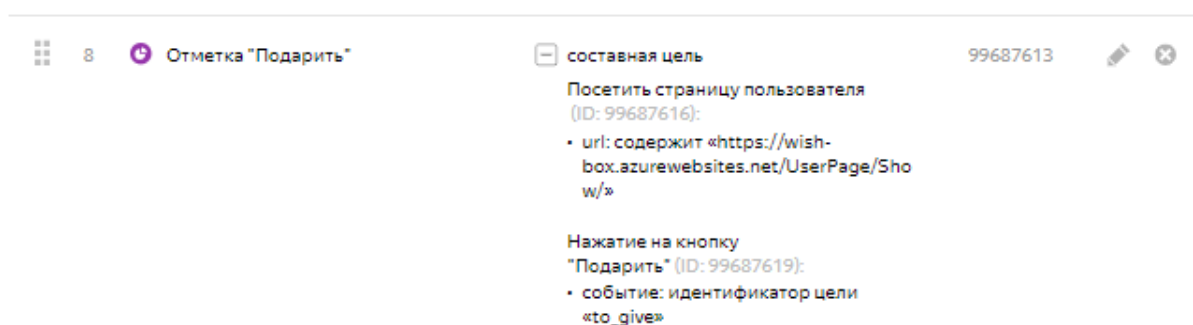 8 Отметка "Подарить" составная цель 99687613
Посетить страницу пользователя
(ID: 99687616):
• url: содержит «https://wish-
box.azurewebsites.net/UserPage/Sho
w/»
Нажатие на кнопку
"Подарить" (ID: 99687619):
• событие: идентификатор цели
«to_give»